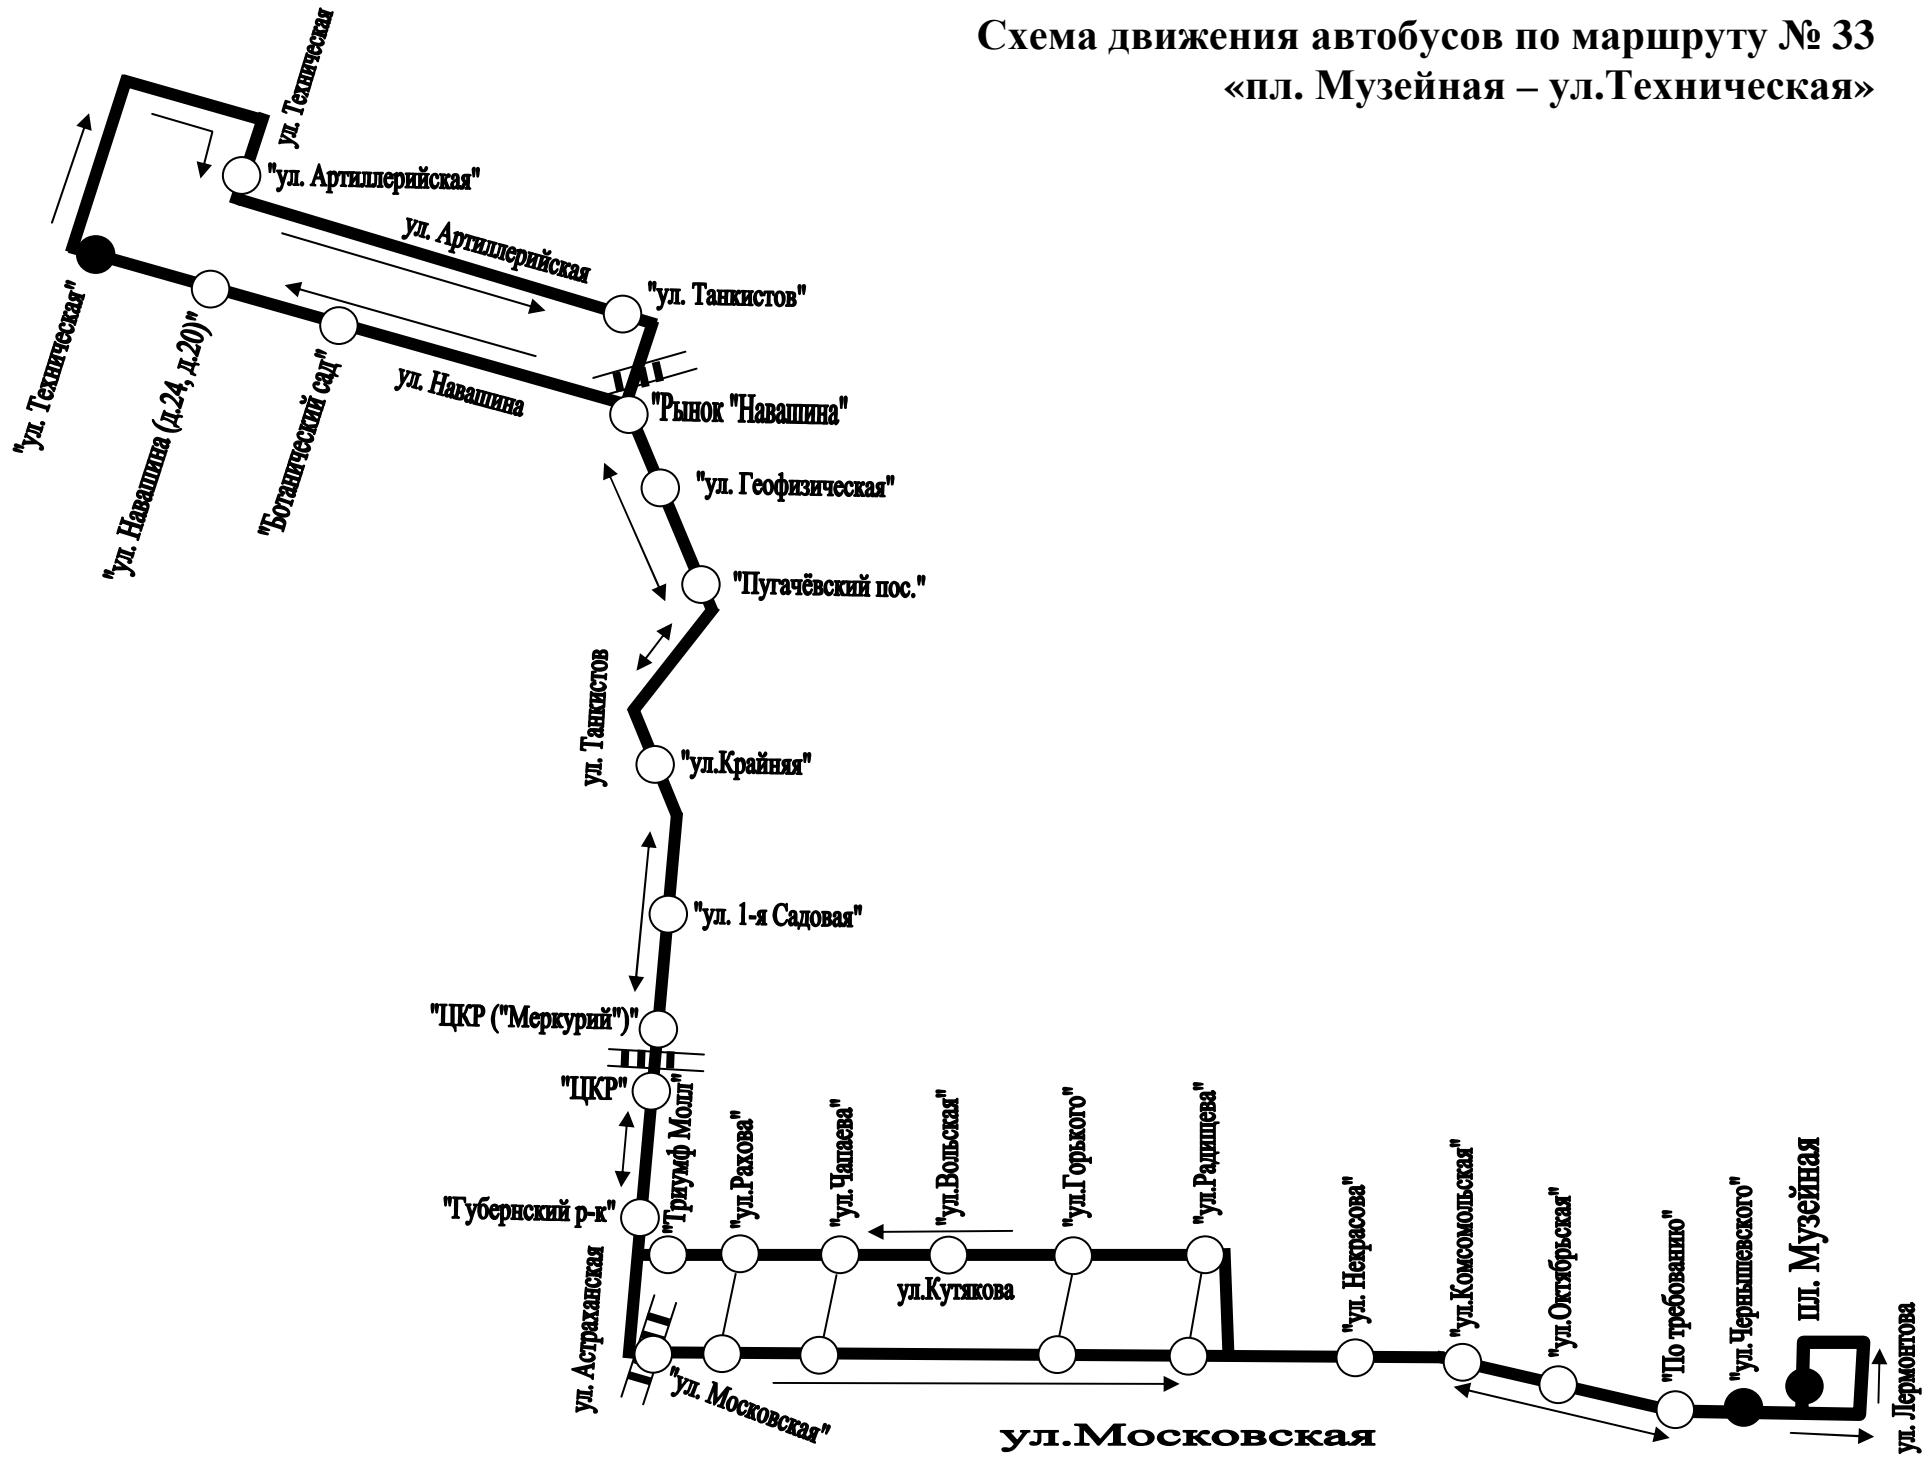 Схема движения автобусов по маршруту № 33
«пл. Музейная – ул.Техническая»
ул. Техническая
"ул. Артиллерийская"
ул. Артиллерийская
"ул. Танкистов"
"ул. Техническая"
"ул. Навашина (д.24, д.20)"
"Ботанический сад"
ул. Навашина
"Рынок "Навашина"
"ул. Геофизическая"
"Пугачёвский пос."
ул. Танкистов
"ул.Крайняя"
"ул. 1-я Садовая"
"ЦКР ("Меркурий")"
"ЦКР"
"Губернский р-к"
"Триумф Молл"
"ул.Рахова"
"ул.Чапаева"
"ул.Вольская"
"ул.Горького"
"ул.Радищева"
ул.Кутякова
ул. Астраханская
"ул. Московская"
"ул. Некрасова"
"ул.Комсомольская"
"ул.Октябрьская"
"По требованию"
"ул.Чернышевского"
пл. Музейная
ул. Лермонтова
ул.Московская